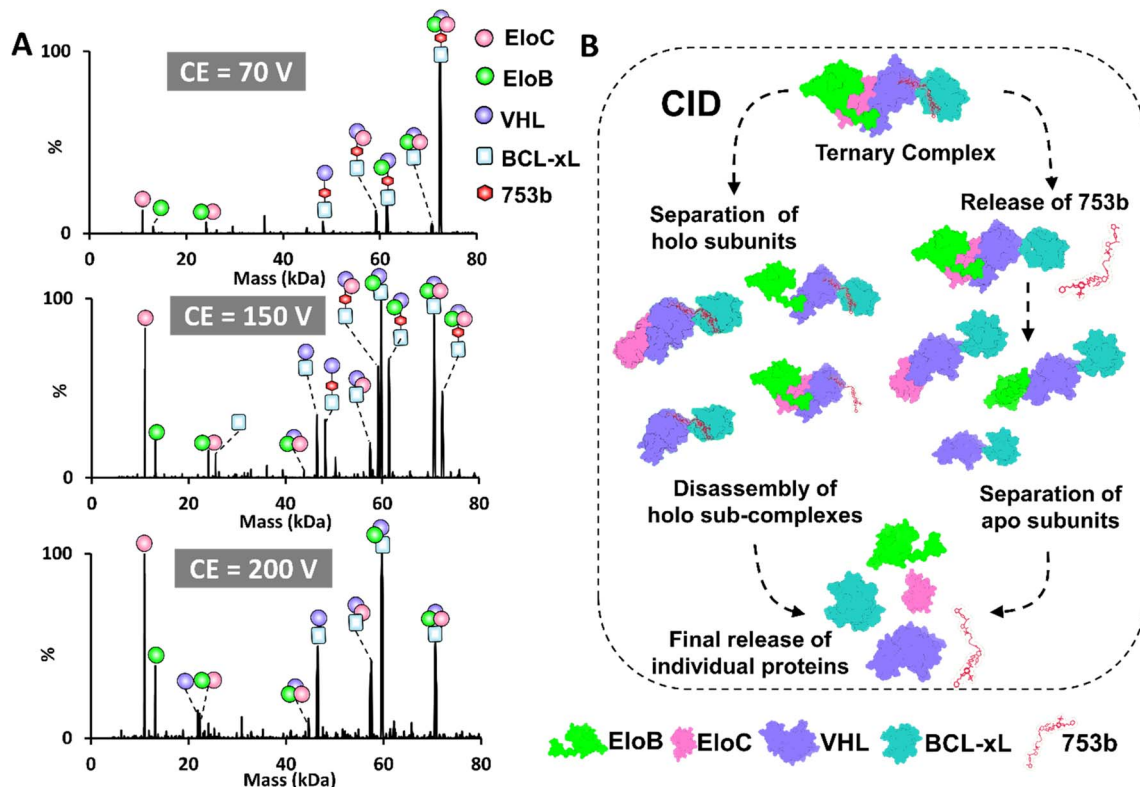 A
100
%
0
CE = 70 V
EloC
EloB
VHL
BCL-xL
753b
0
20
40
60
80
Mass (kDa)
100
%
0
CE = 150 V
0
20
40
60
80
Mass (kDa)
100
%
0
CE = 200 V
0
20
40
60
80
Mass (kDa)
B
CID
Ternary Complex
Separation of
holo subunits
Release of 753b
Disassembly of
holo sub-complexes
Separation of
apo subunits
Final release of
individual proteins
EloB
EloC
VHL
BCL-xL
753b